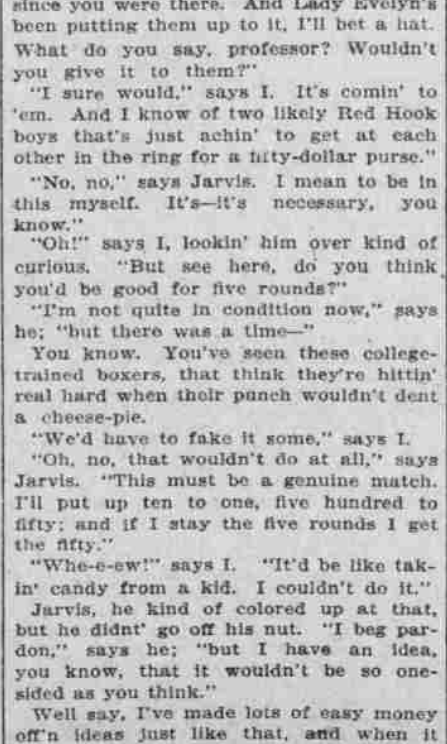 since you were there. And Lady Evelyn's
been putting them up to it, I'll bet a hat.
What do you say, professor? Wouldn't
you give it to them?"
"I sure would," says I. It's comin' to
'em. And I know of two likely Red Hook
boys that's just achin' to get at each
other in the ring for a fifty-dollar purse."
"No, no," says Jarvis. I mean to be in
this myself. It's—it's necessary, you
know."
"Oh!" says I, lookin' him over kind of
curious. "But see here, do you think
you'd be good for five rounds?"
"I'm not quite in condition now," says
he; "but there was a time—"
You know. You've seen these college-
trained boxers, that think they're hittin'
real hard when their punch wouldn't dent
a cheese-pie.
"We'd have to fake it some," says I.
"Oh, no, that wouldn't do at all," says
Jarvis. "This must be a genuine match.
I'll put up ten to one, five hundred to
fifty; and if I stay the five rounds I get
the fifty."
"Whe-e-ew!" says I. "It'd be like tak-
in' candy from a kid. I couldn't do it."
Jarvis, he kind of colored up at that,
but he didnt' go off his nut. "I beg par-
don," says he; "but I have an idea,
you know, that it wouldn't be so one-
sided as you think."
Well say, I've made lots of easy money
off'n ideas just like that, and when it